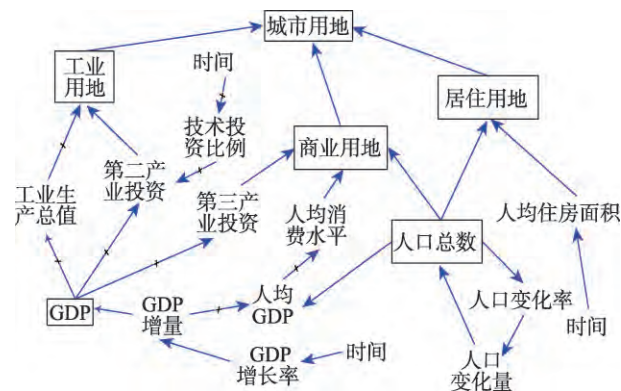 城市用地
工业
用地
时间
居住用地
技术投
资比例
商业用地
第二产
业投资
工业生
产总值
第三产
业投资
人均消
费水平
人均住房面积
人口总数
GDP
GDP
增量
人均
GDP
人口变化率
时间
GDP
增长率
时间
人口
变化量